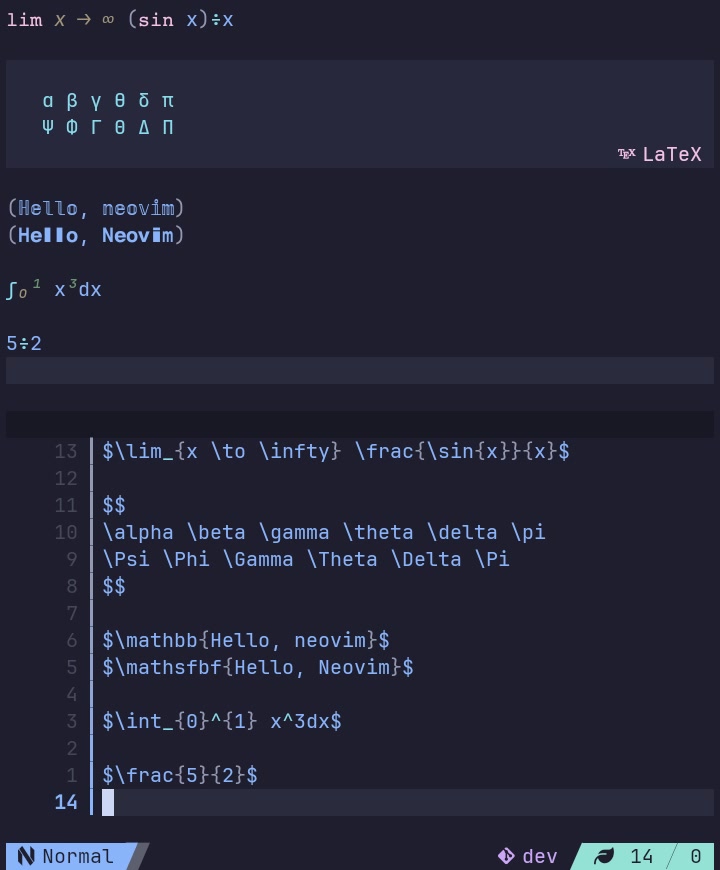 lim x → ∞ (sin x)÷x
α β γ θ δ π
Ψ Φ Γ Θ Δ Π
TEX LaTeX
(ℍ𝕖𝕝𝕝𝕠, 𝕟𝕖𝕠𝕧𝕚𝕞)
(𝗛𝗲𝗹𝗹𝗼, 𝗡𝗲𝗼𝘃𝗶𝗺)
∫₀¹ x³dx
5÷2
13 $\lim_{x \to \infty} \frac{\sin{x}}{x}$
12
11 $$
10 \alpha \beta \gamma \theta \delta \pi
9 \Psi \Phi \Gamma \Theta \Delta \Pi
8 $$
7
6 $\mathbb{Hello, neovim}$
5 $\mathsfbf{Hello, Neovim}$
4
3 $\int_{0}^{1} x^3dx$
2
1 $\frac{5}{2}$
14
Normal dev 14 / 0